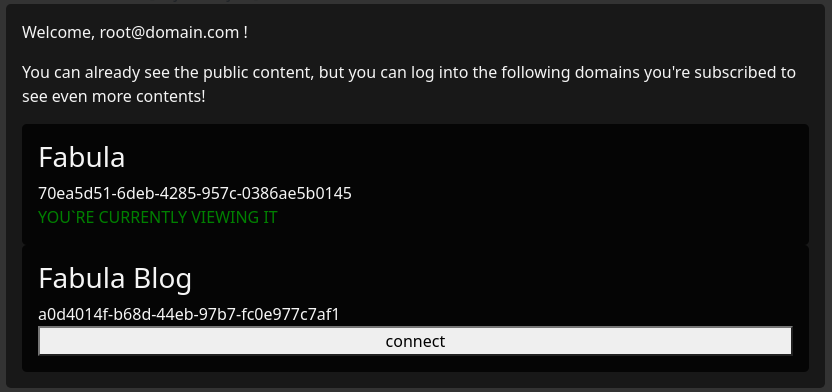 Welcome, root@domain.com !
You can already see the public content, but you can log into the following domains you're subscribed to
see even more contents!
Fabula
70ea5d51-6deb-4285-957c-0386ae5b0145
YOU`RE CURRENTLY VIEWING IT
Fabula Blog
a0d4014f-b68d-44eb-97b7-fc0e977c7af1
connect